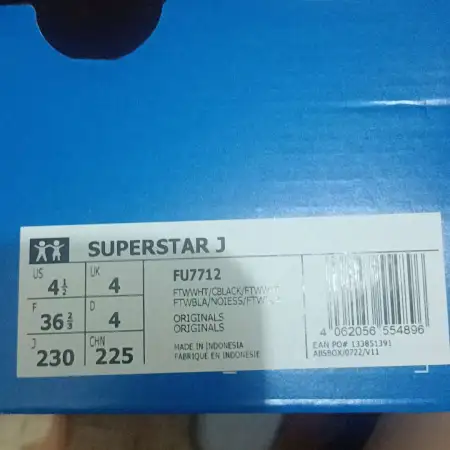 SUPERSTAR J
US 4½ UK 4
F 36⅔ D 4
J 230 CHN 225
FU7712
FTWWHT/CBLACK/FTWWHT
FTWBLA/NOIESS/FTWBLA
ORIGINALS
ORIGINALS
MADE IN INDONESIA
FABRIQUE EN INDONESIE
4 062056 554896
EAN PO# 133851391
ABSBOX/0722/V11